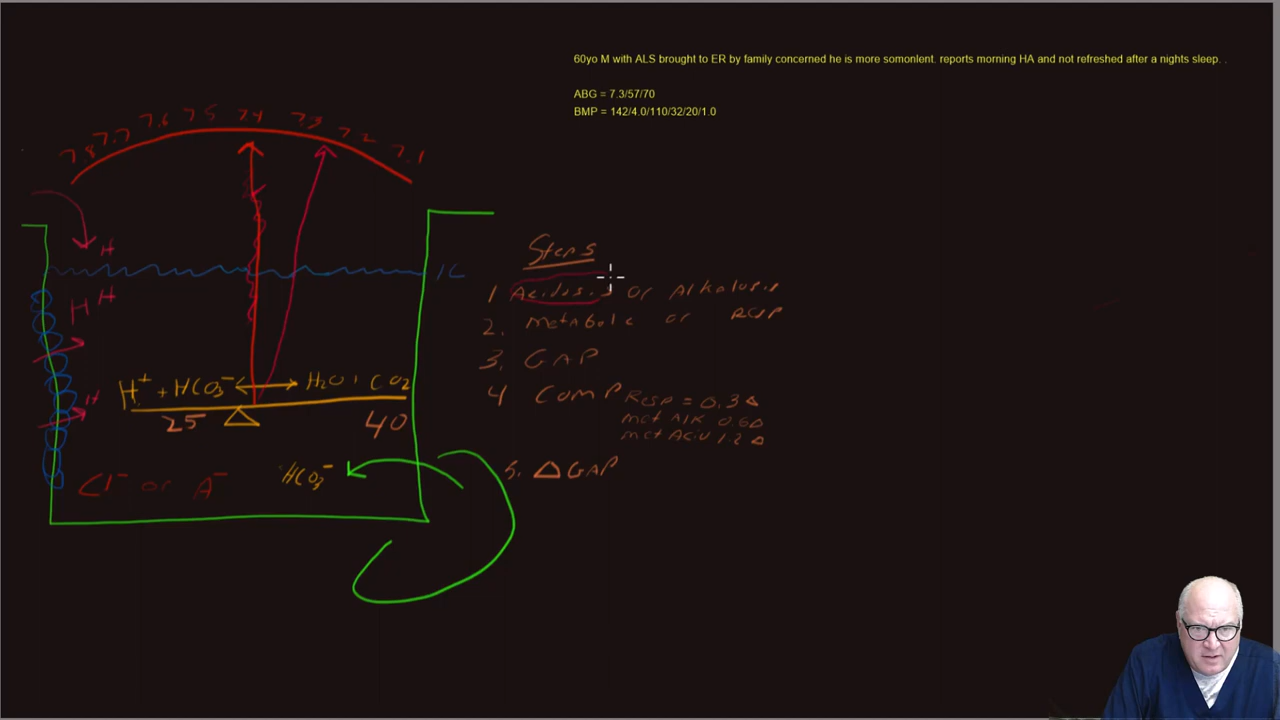 60yo M with ALS brought to ER by family concerned he is more somonlent. reports morning HA and not refreshed after a nights sleep. .
ABG = 7.3/57/70
BMP = 142/4.0/110/32/20/1.0
7.8 7.7 7.6 7.5 7.4 7.3 7.2 7.1
H
H H
H
IC
H⁺ + HCO₃⁻ ⟷ H₂O + CO₂
25 40
Cl⁻ or A⁻ HCO₃⁻
Steps
1 Acidosis or Alkalosis
2. Metabolic or RESP
3. GAP
4 COMP Resp = 0.3 Δ
met Alk 0.6 Δ
met Acid 1.2 Δ
5. Δ GAP